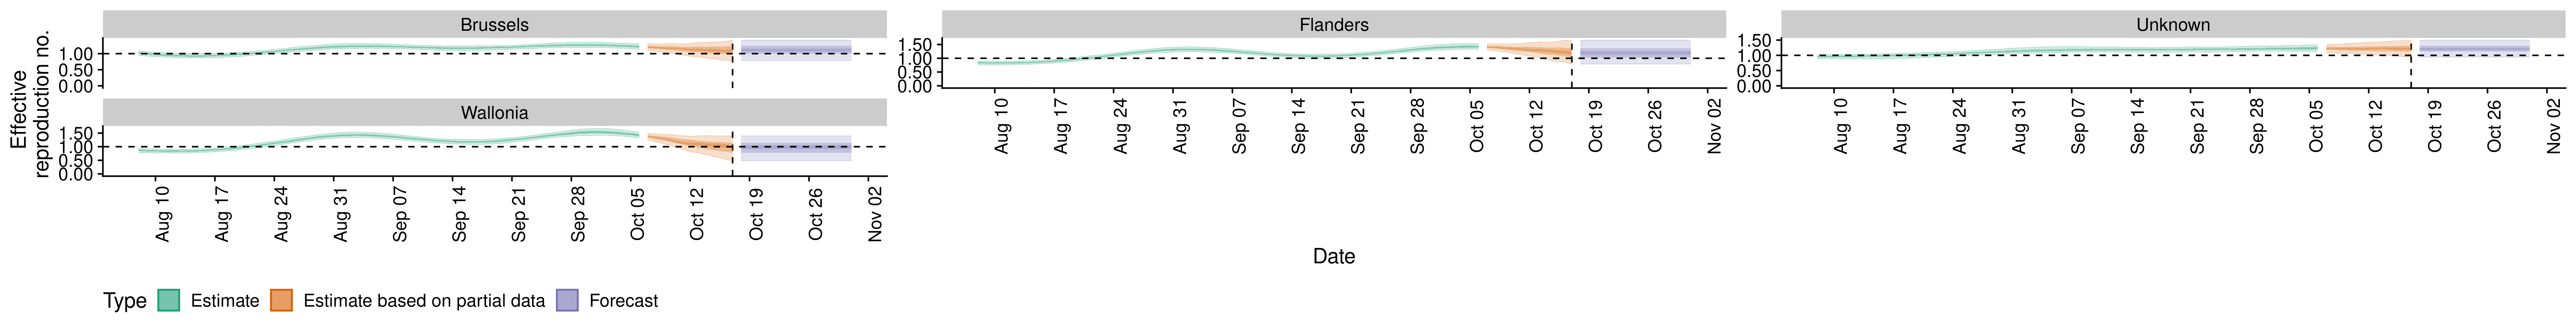 Brussels
Flanders
Unknown
Effective
reproduction no.
1.00
0.50
0.00
1.50
1.00
0.50
0.00
1.50
1.00
0.50
0.00
Wallonia
1.50
1.00
0.50
0.00
Aug 10 Aug 17 Aug 24 Aug 31 Sep 07 Sep 14 Sep 21 Sep 28 Oct 05 Oct 12 Oct 19 Oct 26 Nov 02
Aug 10 Aug 17 Aug 24 Aug 31 Sep 07 Sep 14 Sep 21 Sep 28 Oct 05 Oct 12 Oct 19 Oct 26 Nov 02
Aug 10 Aug 17 Aug 24 Aug 31 Sep 07 Sep 14 Sep 21 Sep 28 Oct 05 Oct 12 Oct 19 Oct 26 Nov 02
Date
Type Estimate Estimate based on partial data Forecast